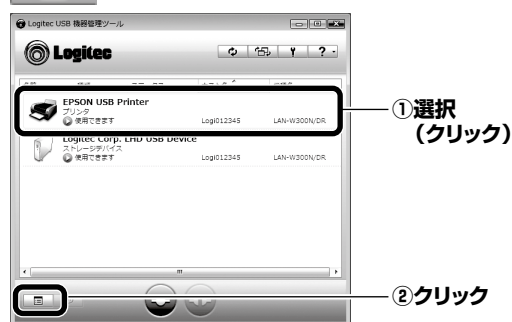 Logitec USB 機器管理ツール
Logitec
EPSON USB Printer
プリンタ
使用できます
Logi012345
LAN-W300N/DR
Logitec Corp. LHD USB Device
ストレージデバイス
使用できます
Logi012345
LAN-W300N/DR
①選択
(クリック)
②クリック